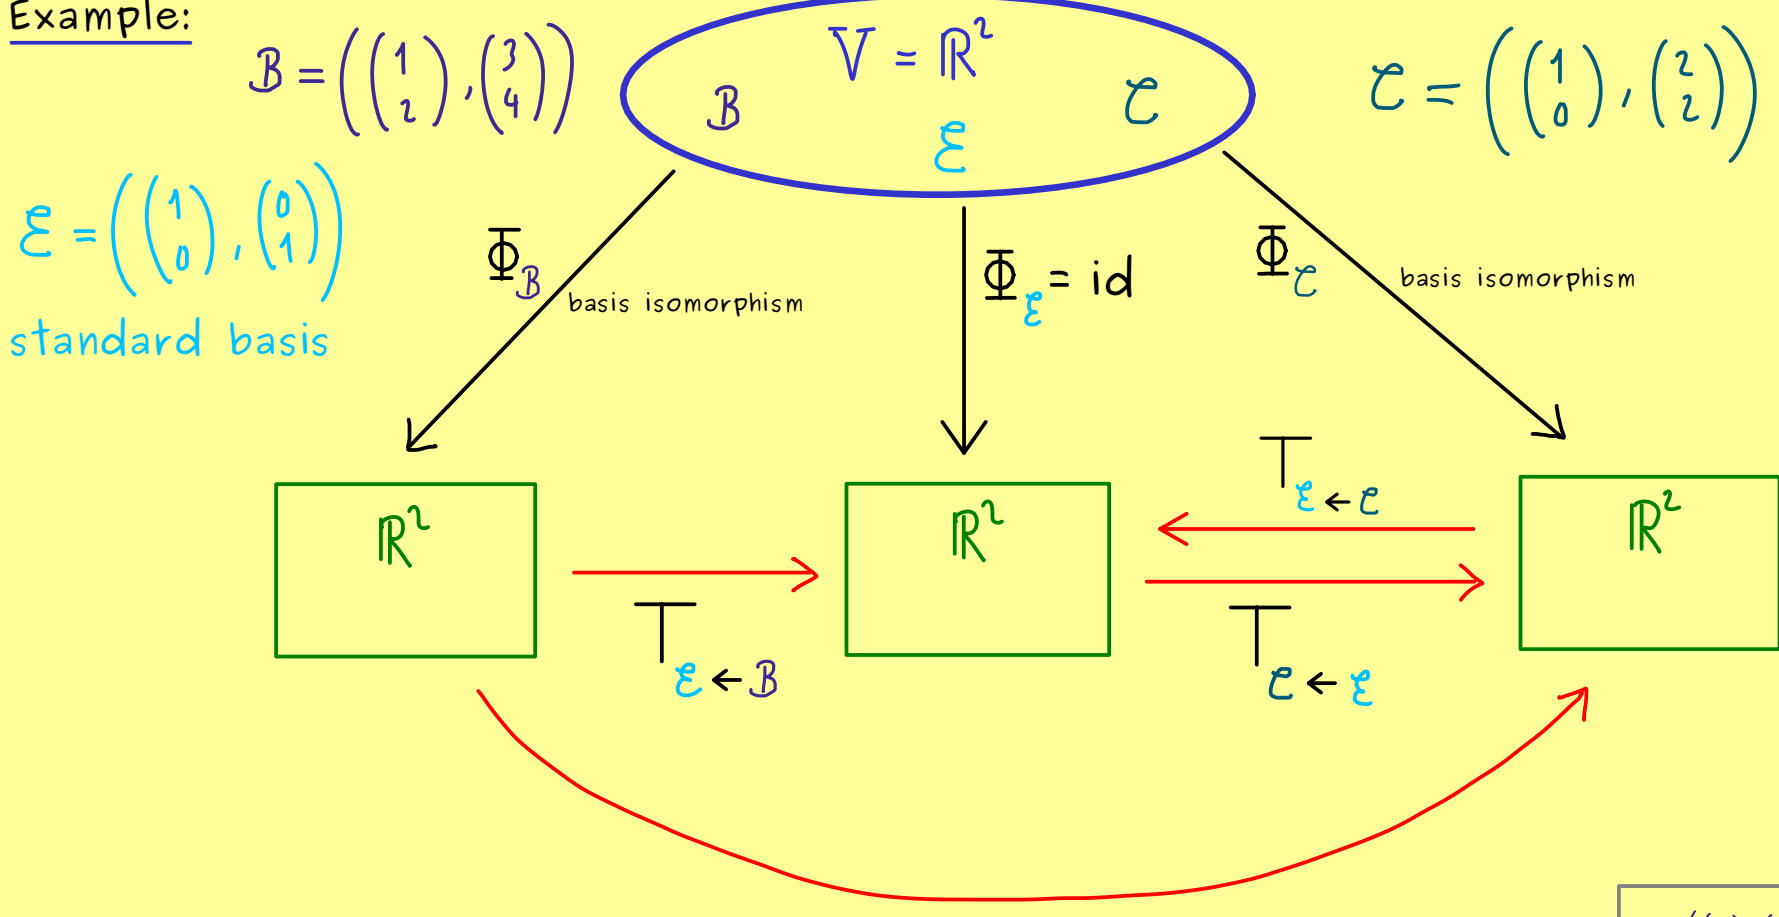 Example:
ℬ = ((1 2), (3 4))
V = ℝ²
ℬ 𝒞
ℰ
𝒞 = ((1 0), (2 2))
ℰ = ((1 0), (0 1))
standard basis
Φ_ℬ
basis isomorphism
Φ_ℰ = id
Φ_𝒞
basis isomorphism
ℝ²
ℝ²
ℝ²
T_ℰ←𝒞
T_ℰ←ℬ
T_𝒞←ℰ